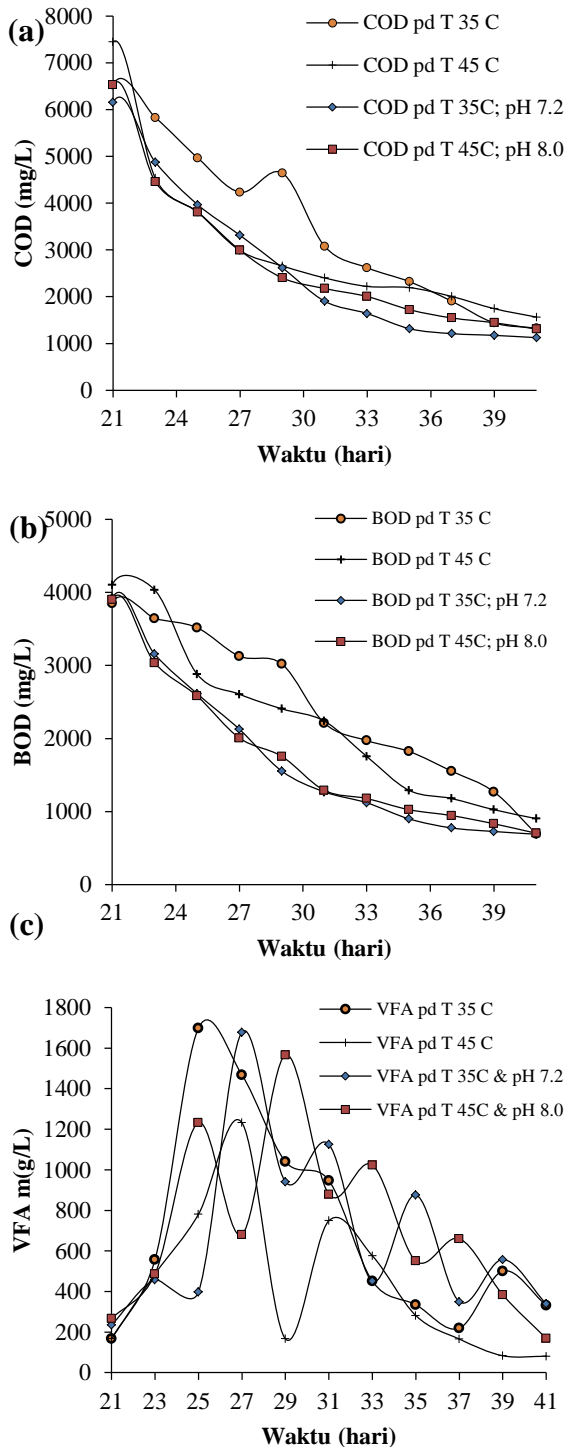 (a)
COD pd T 35 C
COD pd T 45 C
COD pd T 35C; pH 7.2
COD pd T 45C; pH 8.0
COD (mg/L)
8000
7000
6000
5000
4000
3000
2000
1000
0
21 24 27 30 33 36 39
Waktu (hari)
(b)
BOD pd T 35 C
BOD pd T 45 C
BOD pd T 35C; pH 7.2
BOD pd T 45C; pH 8.0
BOD (mg/L)
5000
4000
3000
2000
1000
0
21 24 27 30 33 36 39
Waktu (hari)
(c)
VFA pd T 35 C
VFA pd T 45 C
VFA pd T 35C & pH 7.2
VFA pd T 45C & pH 8.0
VFA m(g/L)
1800
1600
1400
1200
1000
800
600
400
200
0
21 23 25 27 29 31 33 35 37 39 41
Waktu (hari)